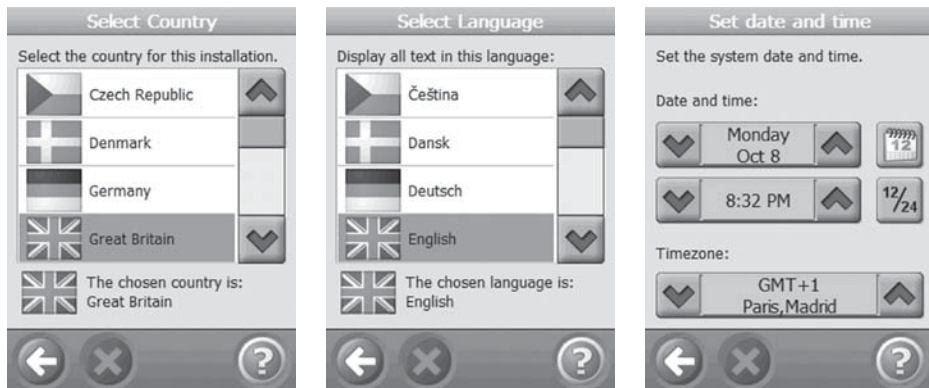 Select Country
Select the country for this installation.
Czech Republic
Denmark
Germany
Great Britain
The chosen country is:
Great Britain
?
Select Language
Display all text in this language:
Čeština
Dansk
Deutsch
English
The chosen language is:
English
?
Set date and time
Set the system date and time.
Date and time:
Monday
Oct 8
12
8:32 PM
12/24
Timezone:
GMT+1
Paris,Madrid
?